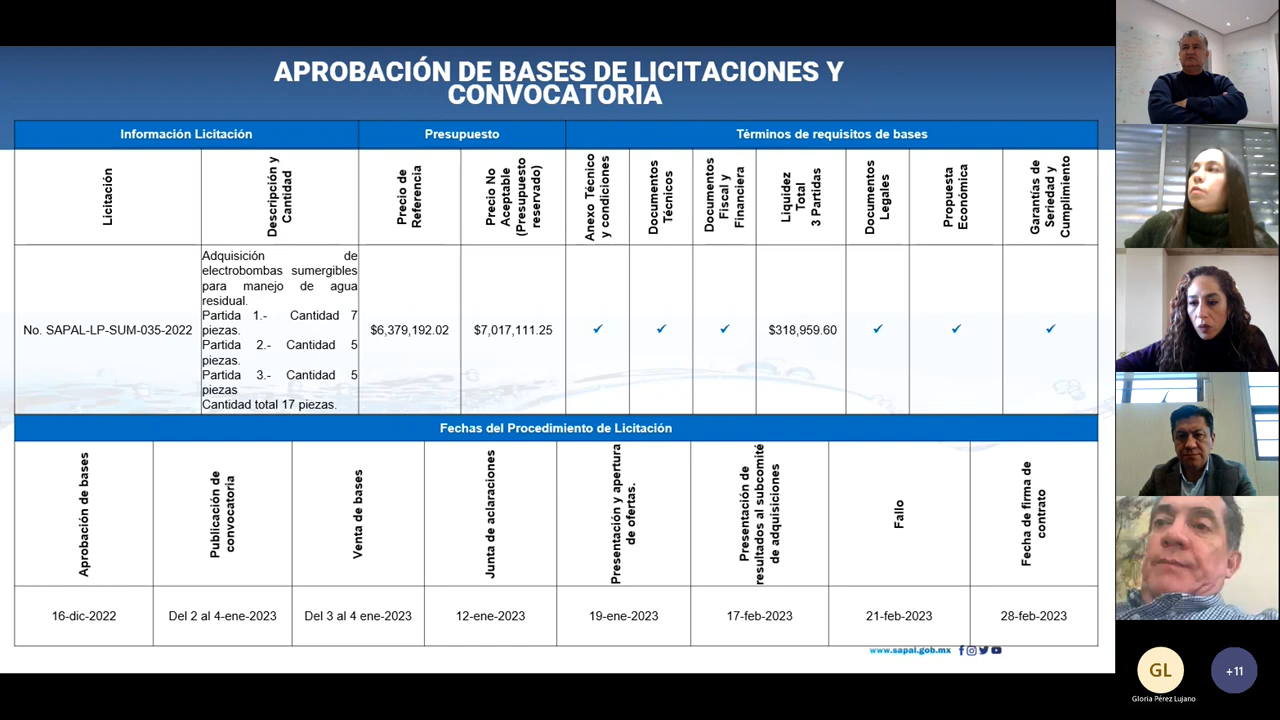 APROBACIÓN DE BASES DE LICITACIONES Y
CONVOCATORIA
Información Licitación
Presupuesto
Términos de requisitos de bases
Licitación
Descripción y
Cantidad
Precio de
Referencia
Precio No
Aceptable
(Presupuesto
reservado)
Anexo Técnico
y condiciones
Documentos
Técnicos
Documentos
Fiscal y
Financiera
Liquidez
Total
3 Partidas
Documentos
Legales
Propuesta
Económica
Garantías de
Seriedad y
Cumplimiento
No. SAPAL-LP-SUM-035-2022
Adquisición de
electrobombas sumergibles
para manejo de agua
residual.
Partida 1.- Cantidad 7
piezas.
Partida 2.- Cantidad 5
piezas.
Partida 3.- Cantidad 5
piezas
Cantidad total 17 piezas.
$6,379,192.02
$7,017,111.25
✓
✓
✓
$318,959.60
✓
✓
✓
Fechas del Procedimiento de Licitación
Aprobación de bases
Publicación de
convocatoria
Venta de bases
Junta de aclaraciones
Presentación y apertura
de ofertas.
Presentación de
resultados al subcomité
de adquisiciones
Fallo
Fecha de firma de
contrato
16-dic-2022
Del 2 al 4-ene-2023
Del 3 al 4 ene-2023
12-ene-2023
19-ene-2023
17-feb-2023
21-feb-2023
28-feb-2023
www.sapal.gob.mx
GL
+11
Gloria Pérez Lujano